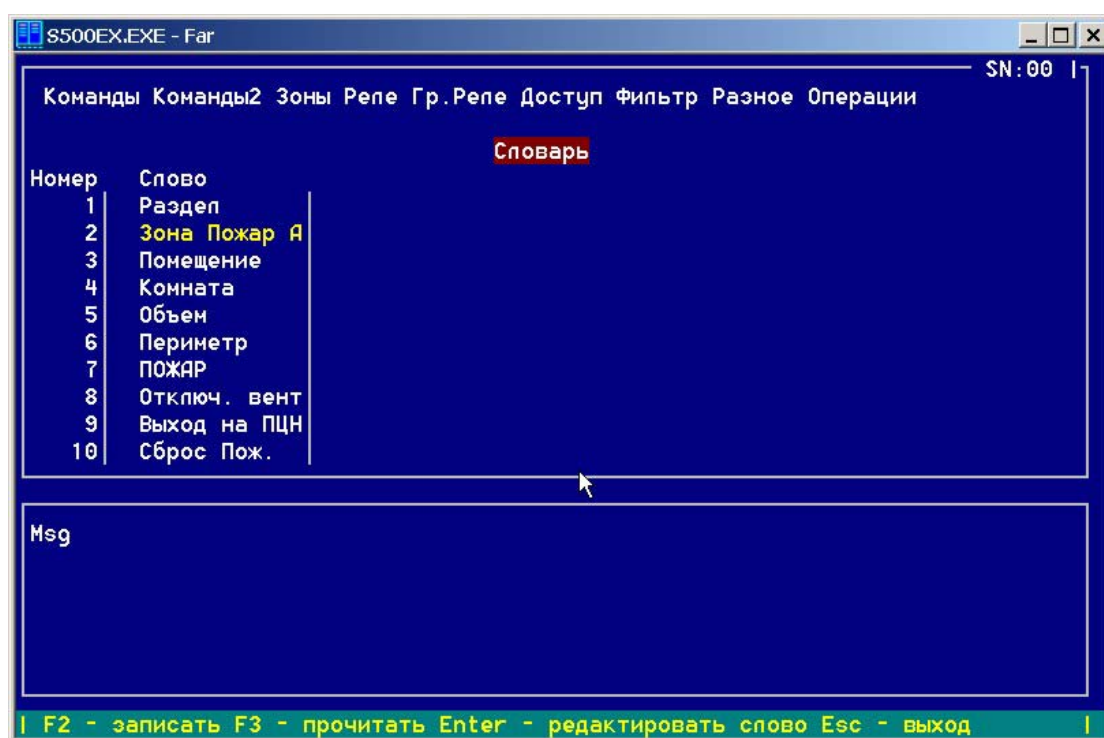 S500EX.EXE - Far
SN:00
Команды Команды2 Зоны Реле Гр.Реле Доступ Фильтр Разное Операции
Словарь
Номер Слово
1 Раздел
2 Зона Пожар А
3 Помещение
4 Комната
5 Объем
6 Периметр
7 ПОЖАР
8 Отключ. вент
9 Выход на ПЦН
10 Сброс Пож.
Msg
F2 - записать F3 - прочитать Enter - редактировать слово Esc - выход